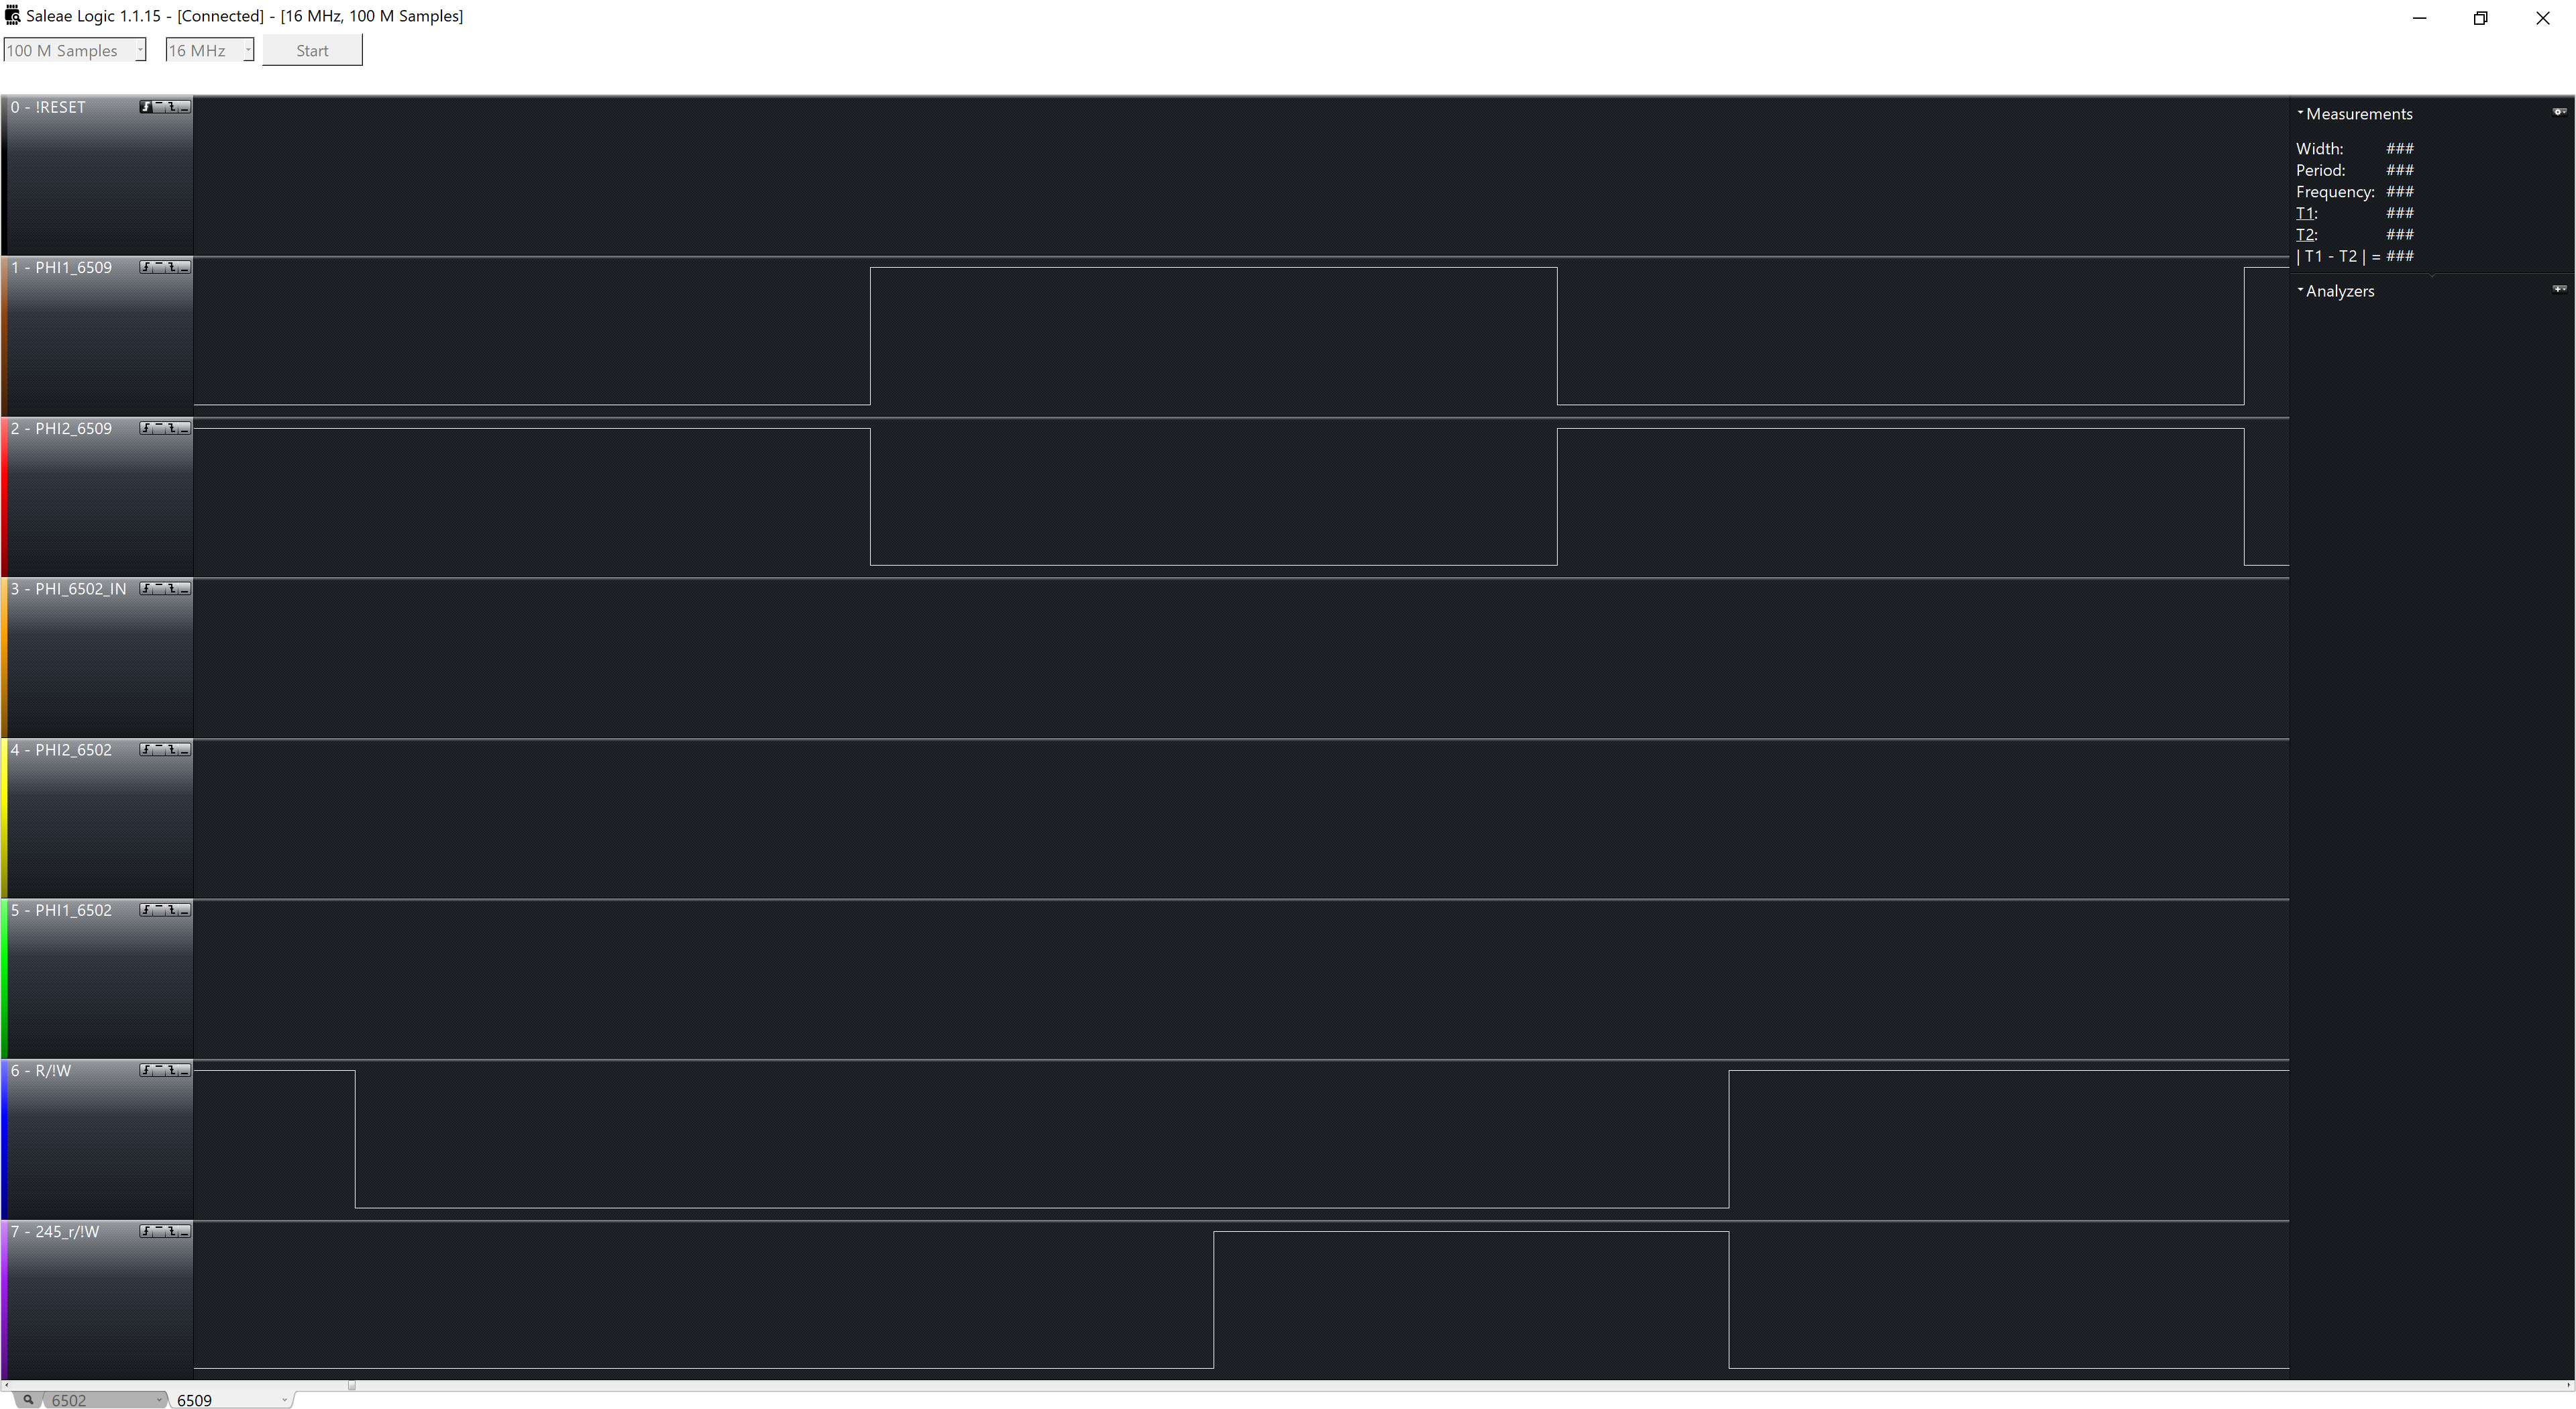 Saleae Logic 1.1.15 - [Connected] - [16 MHz, 100 M Samples]
100 M Samples 16 MHz Start
0 - !RESET
1 - PHI1_6509
2 - PHI2_6509
3 - PHI_6502_IN
4 - PHI2_6502
5 - PHI1_6502
6 - R/!W
7 - 245_r/!W
Measurements
Width: ###
Period: ###
Frequency: ###
T1: ###
T2: ###
| T1 - T2 | = ###
Analyzers
6502 6509